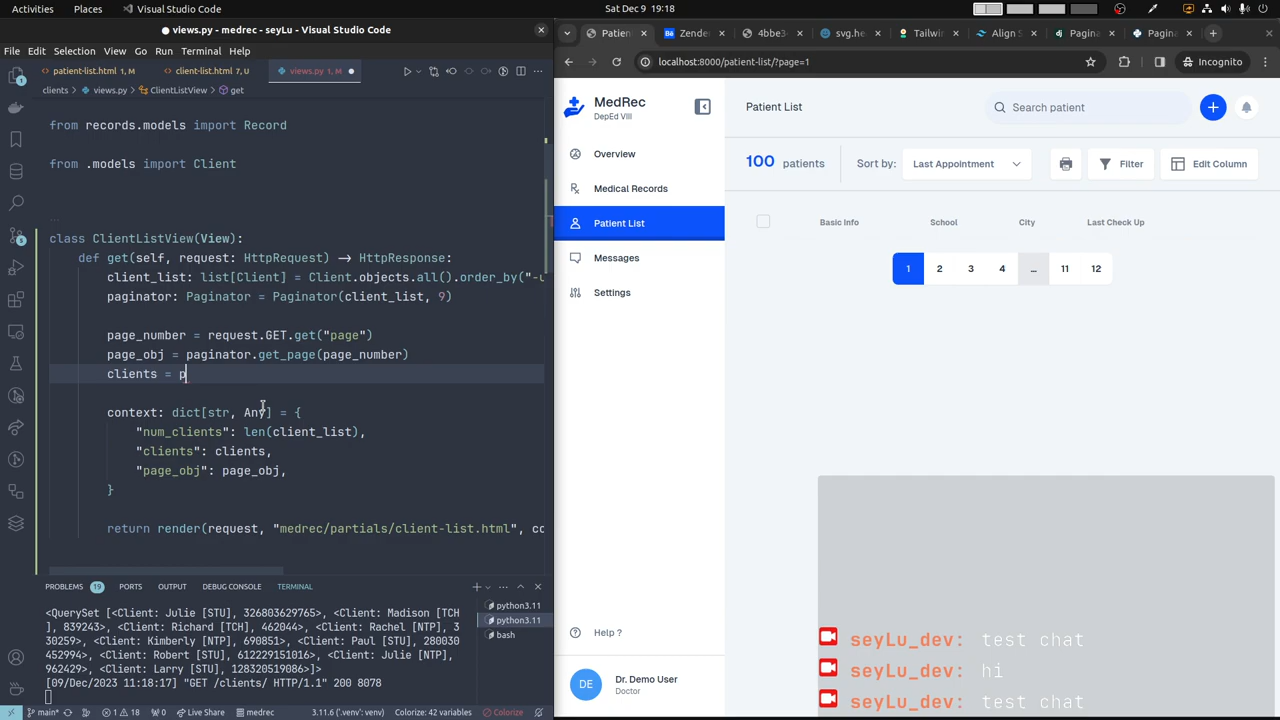 Activities Places Visual Studio Code
Sat Dec 9 19:18
views.py - medrec - seyLu - Visual Studio Code
File Edit Selection View Go Run Terminal Help
patient-list.html 1, M client-list.html 7, U views.py 1, M
clients > views.py > ClientListView > get
from records.models import Record
from .models import Client
...
class ClientListView(View):
def get(self, request: HttpRequest) -> HttpResponse:
client_list: list[Client] = Client.objects.all().order_by("-u
paginator: Paginator = Paginator(client_list, 9)
page_number = request.GET.get("page")
page_obj = paginator.get_page(page_number)
clients = p
context: dict[str, Any] = {
"num_clients": len(client_list),
"clients": clients,
"page_obj": page_obj,
}
return render(request, "medrec/partials/client-list.html", co
PROBLEMS 19 PORTS OUTPUT DEBUG CONSOLE TERMINAL
<QuerySet [<Client: Julie [STU], 326803629765>, <Client: Madison [TCH
], 839243>, <Client: Richard [TCH], 462044>, <Client: Rachel [NTP], 3
30259>, <Client: Kimberly [NTP], 690851>, <Client: Paul [STU], 280030
452994>, <Client: Robert [STU], 612229151016>, <Client: Julie [NTP],
962429>, <Client: Larry [STU], 128320519086>]>
[09/Dec/2023 11:18:17] "GET /clients/ HTTP/1.1" 200 8078
python3.11
python3.11
bash
main* 1 18 0 Live Share medrec 3.11.6 ('.venv': venv) Colorize: 42 variables Colorize
Patien Zender 4bbe3- svg.he Tailwir Align S Pagina Pagina
localhost:8000/patient-list/?page=1
Incognito
MedRec
DepEd VIII
Overview
Medical Records
Patient List
Messages
Settings
Help ?
DE
Dr. Demo User
Doctor
Patient List
Search patient
100 patients
Sort by: Last Appointment
Filter
Edit Column
Basic Info School City Last Check Up
1 2 3 4 ... 11 12
seyLu_dev: test chat
seyLu_dev: hi
seyLu_dev: test chat